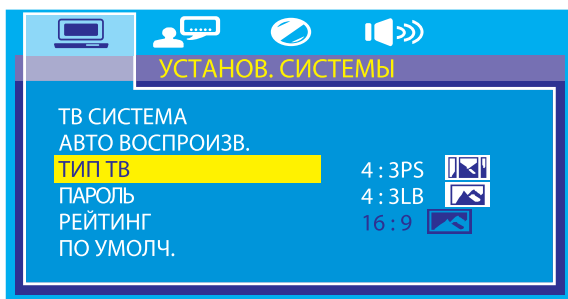 УСТАНОВ. СИСТЕМЫ
ТВ СИСТЕМА
АВТО ВОСПРОИЗВ.
ТИП ТВ 4 : 3PS
ПАРОЛЬ 4 : 3LB
РЕЙТИНГ 16 : 9
ПО УМОЛЧ.